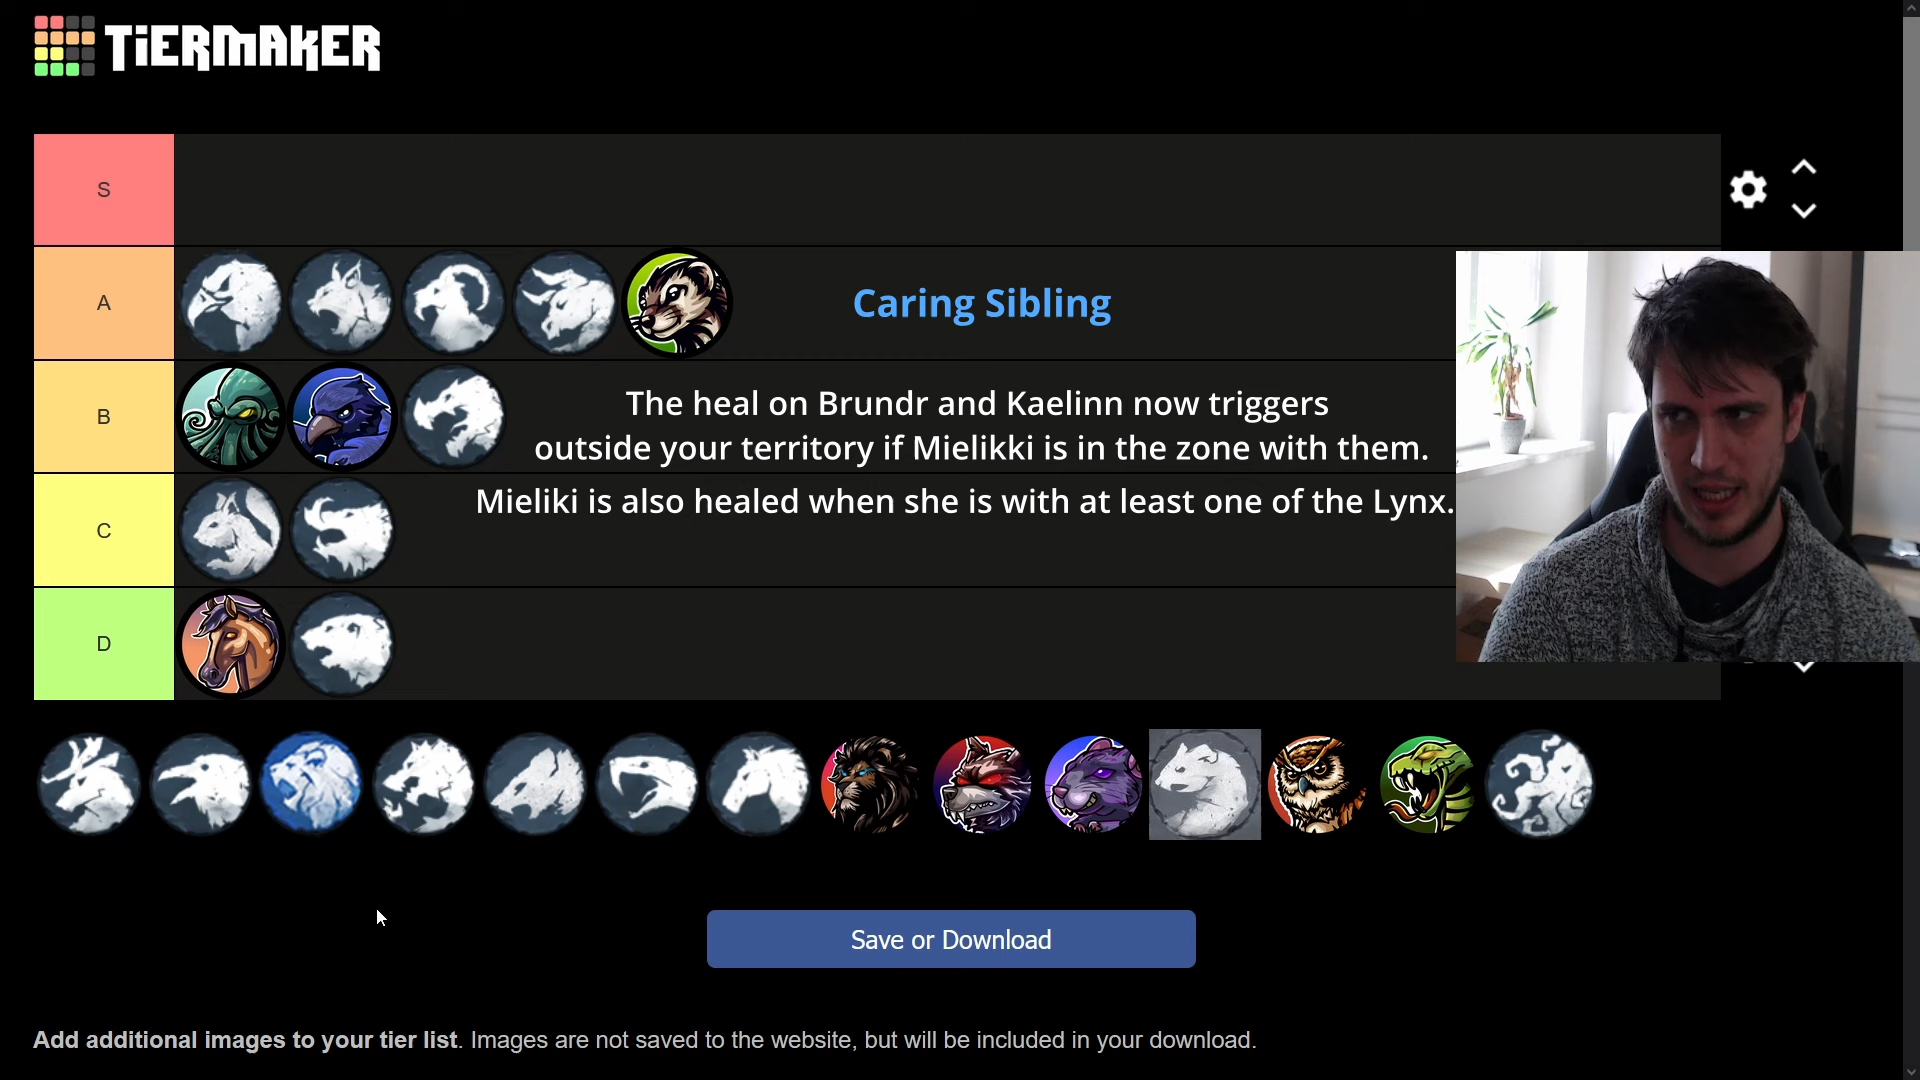 TiERMAKER
S
A
Caring Sibling
B
The heal on Brundr and Kaelinn now triggers
outside your territory if Mielikki is in the zone with them.
C
Mieliki is also healed when she is with at least one of the Lynx.
D
Save or Download
Add additional images to your tier list. Images are not saved to the website, but will be included in your download.